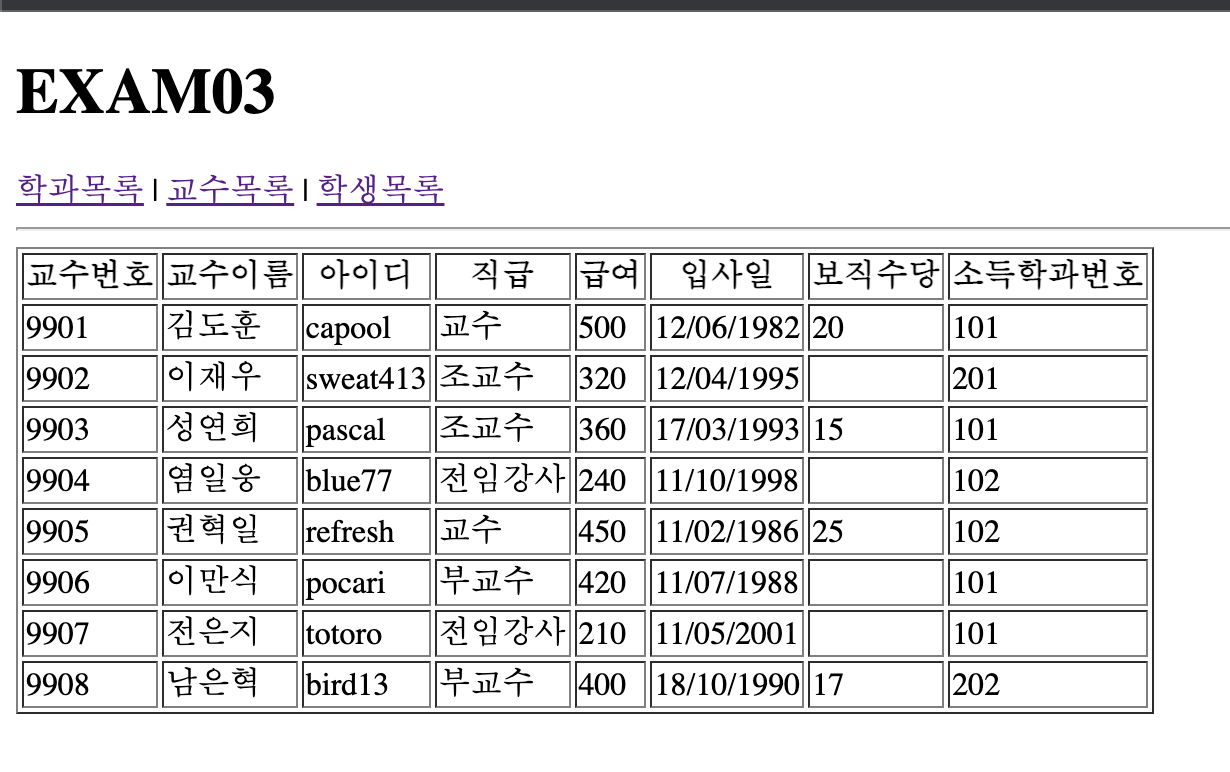 EXAM03
학과목록 | 교수목록 | 학생목록
교수번호 교수이름 아이디 직급 급여 입사일 보직수당 소득학과번호
9901 김도훈 capool 교수 500 12/06/1982 20 101
9902 이재우 sweat413 조교수 320 12/04/1995 201
9903 성연희 pascal 조교수 360 17/03/1993 15 101
9904 염일웅 blue77 전임강사 240 11/10/1998 102
9905 권혁일 refresh 교수 450 11/02/1986 25 102
9906 이만식 pocari 부교수 420 11/07/1988 101
9907 전은지 totoro 전임강사 210 11/05/2001 101
9908 남은혁 bird13 부교수 400 18/10/1990 17 202